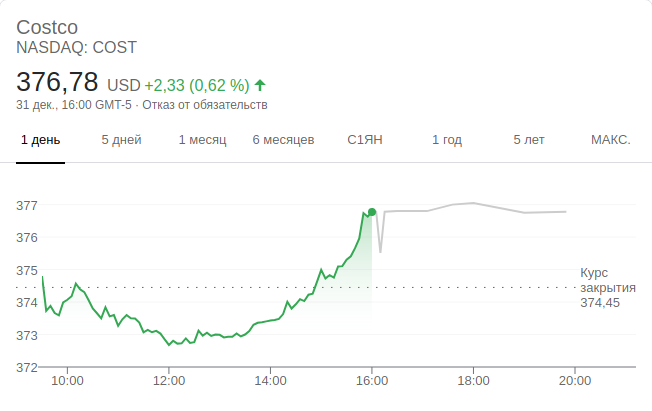 Costco
NASDAQ: COST
376,78 USD +2,33 (0,62 %)
31 дек., 16:00 GMT-5 · Отказ от обязательств
1 день 5 дней 1 месяц 6 месяцев С1ЯН 1 год 5 лет МАКС.
377
376
375
374
373
372
Курс
закрытия
374,45
10:00 12:00 14:00 16:00 18:00 20:00